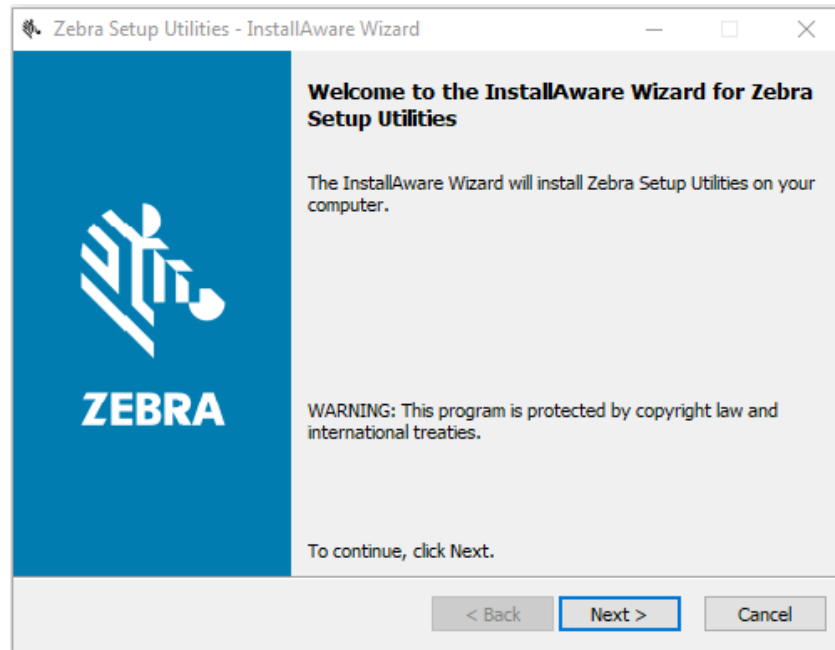 Zebra Setup Utilities - InstallAware Wizard
Welcome to the InstallAware Wizard for Zebra
Setup Utilities
The InstallAware Wizard will install Zebra Setup Utilities on your
computer.
ZEBRA
WARNING: This program is protected by copyright law and
international treaties.
To continue, click Next.
< Back
Next >
Cancel